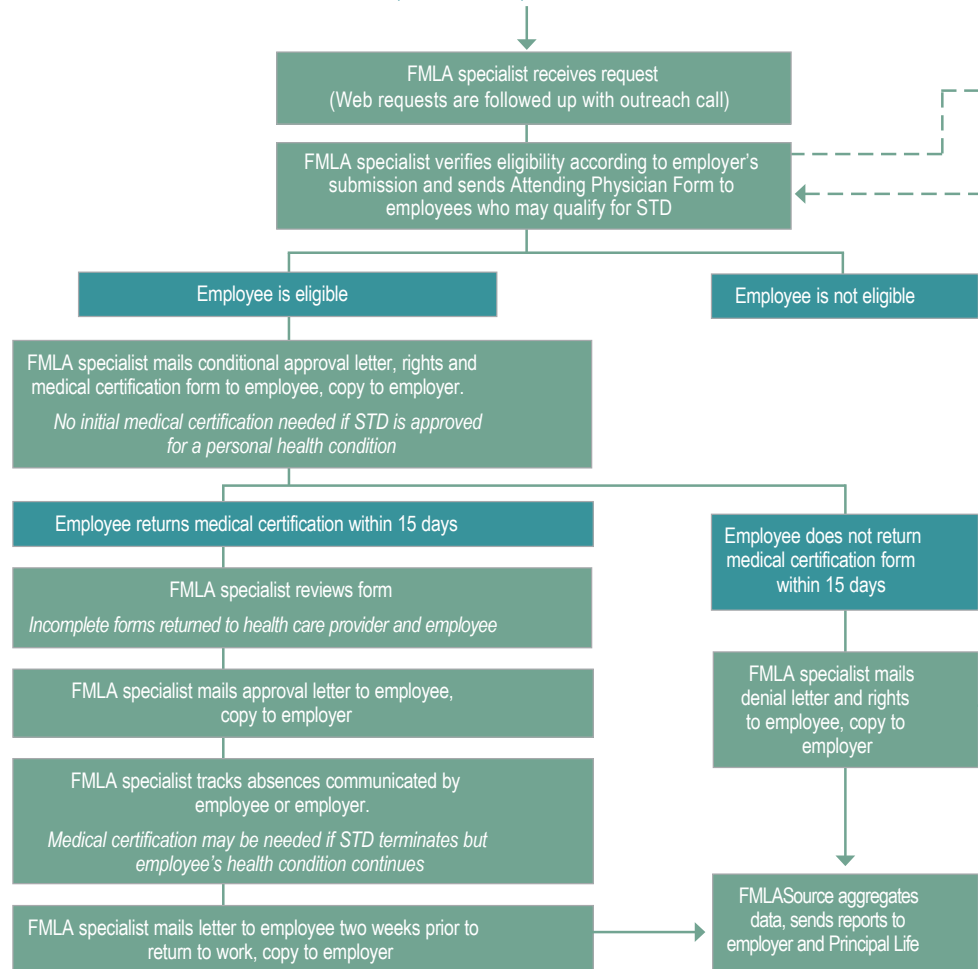 FMLA specialist receives request
(Web requests are followed up with outreach call)
FMLA specialist verifies eligibility according to employer's
submission and sends Attending Physician Form to
employees who may qualify for STD
Employee is eligible
Employee is not eligible
FMLA specialist mails conditional approval letter, rights and
medical certification form to employee, copy to employer.
No initial medical certification needed if STD is approved
for a personal health condition
Employee returns medical certification within 15 days
Employee does not return
medical certification form
within 15 days
FMLA specialist reviews form
Incomplete forms returned to health care provider and employee
FMLA specialist mails
denial letter and rights
to employee, copy to
employer
FMLA specialist mails approval letter to employee,
copy to employer
FMLA specialist tracks absences communicated by
employee or employer.
Medical certification may be needed if STD terminates but
employee's health condition continues
FMLA specialist mails letter to employee two weeks prior to
return to work, copy to employer
FMLASource aggregates
data, sends reports to
employer and Principal Life